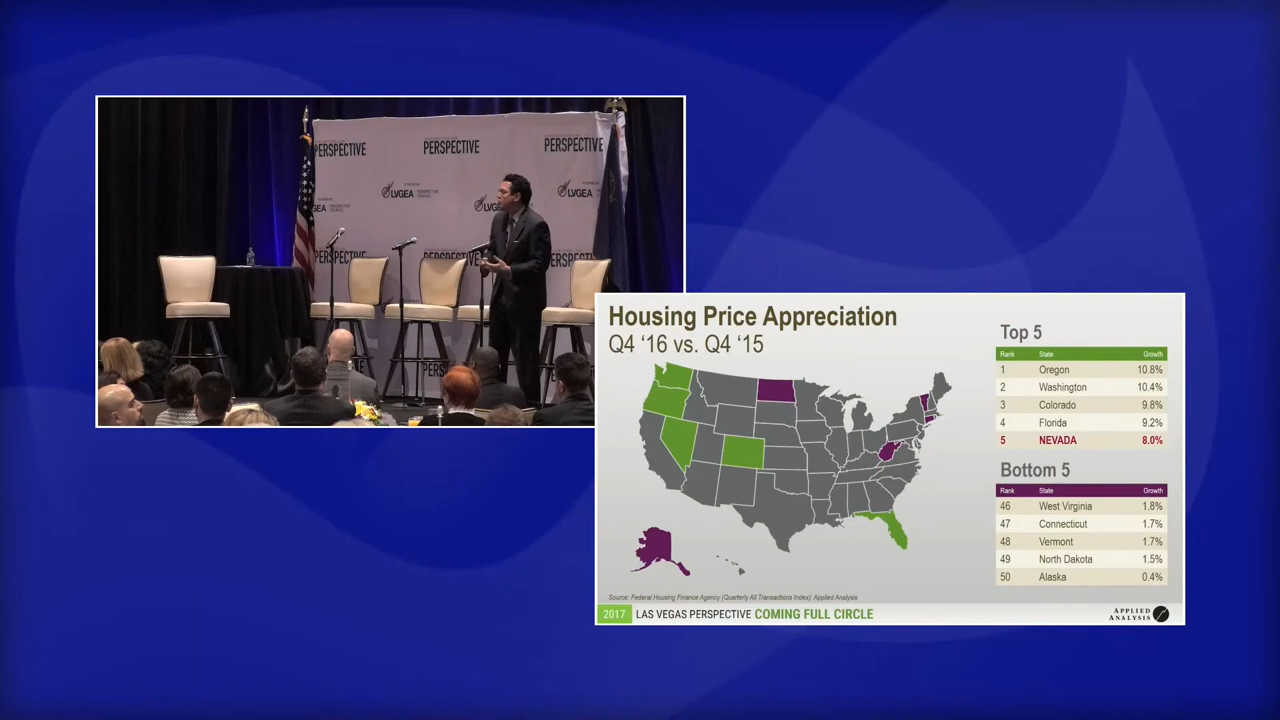 PERSPECTIVE
PERSPECTIVE
PERSPECTIVE
LVGEA
PERSPECTIVE
COUNCIL
LVGEA
GEA
LVGEA
PERSPECTIVE
PERSPECTIVE
PERSPECTIVE
Housing Price Appreciation
Q4 ‘16 vs. Q4 ‘15
Top 5
Rank State Growth
1 Oregon 10.8%
2 Washington 10.4%
3 Colorado 9.8%
4 Florida 9.2%
5 NEVADA 8.0%
Bottom 5
Rank State Growth
46 West Virginia 1.8%
47 Connecticut 1.7%
48 Vermont 1.7%
49 North Dakota 1.5%
50 Alaska 0.4%
Source: Federal Housing Finance Agency (Quarterly All Transactions Index); Applied Analysis
2017 LAS VEGAS PERSPECTIVE COMING FULL CIRCLE
APPLIED
ANALYSIS